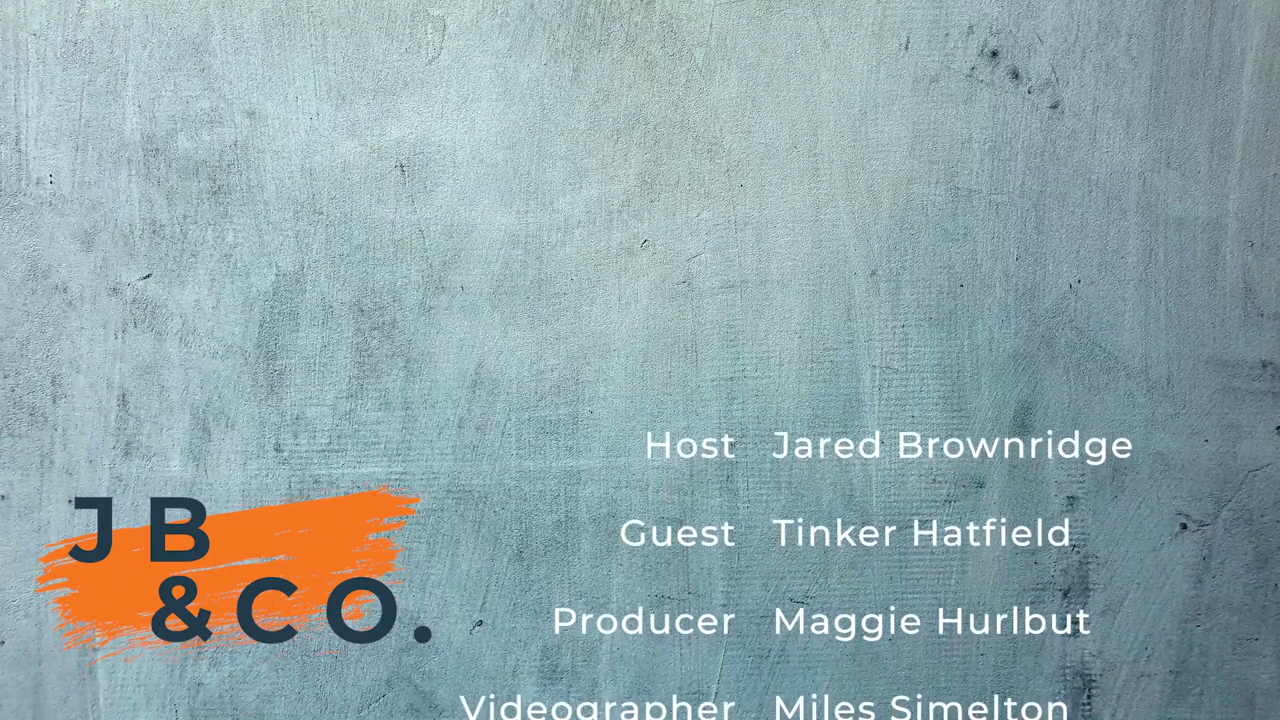 Host Jared Brownridge
JB
Guest Tinker Hatfield
&CO.
Producer Maggie Hurlbut
Videographer Miles Simelton